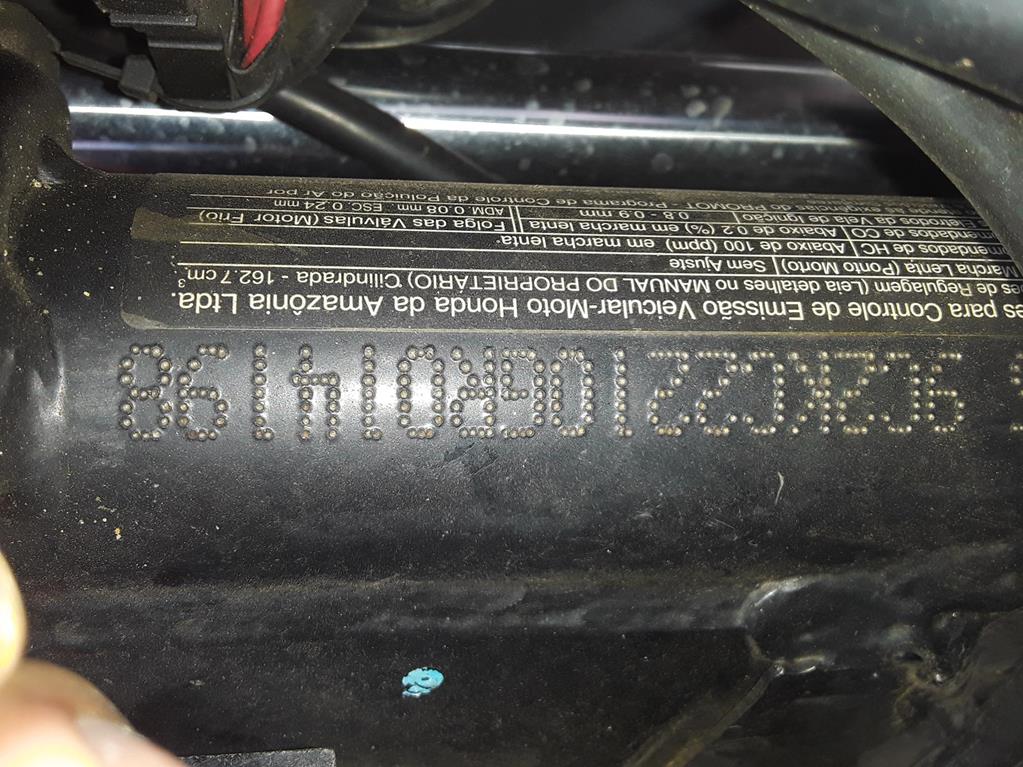 9C2KC2210GR014198
es para Controle de Emissão Veicular-Moto Honda da Amazônia Ltda.
es de Regulagem (Leia detalhes no MANUAL DO PROPRIETÁRIO) Cilindrada - 162.7 cm³
Marcha Lenta (Ponto Morto) Sem Ajuste
omendados de HC Abaixo de 100 (ppm) em marcha lenta
mendados de CO Abaixo de 0.2 (%) em marcha lenta Folga das Válvulas (Motor Frio)
da Vela de Ignição 0.8 - 0.9 mm ADM. 0.08 mm ESC. 0.24 mm
do PROMOT Programa de Controle da Poluição do Ar por